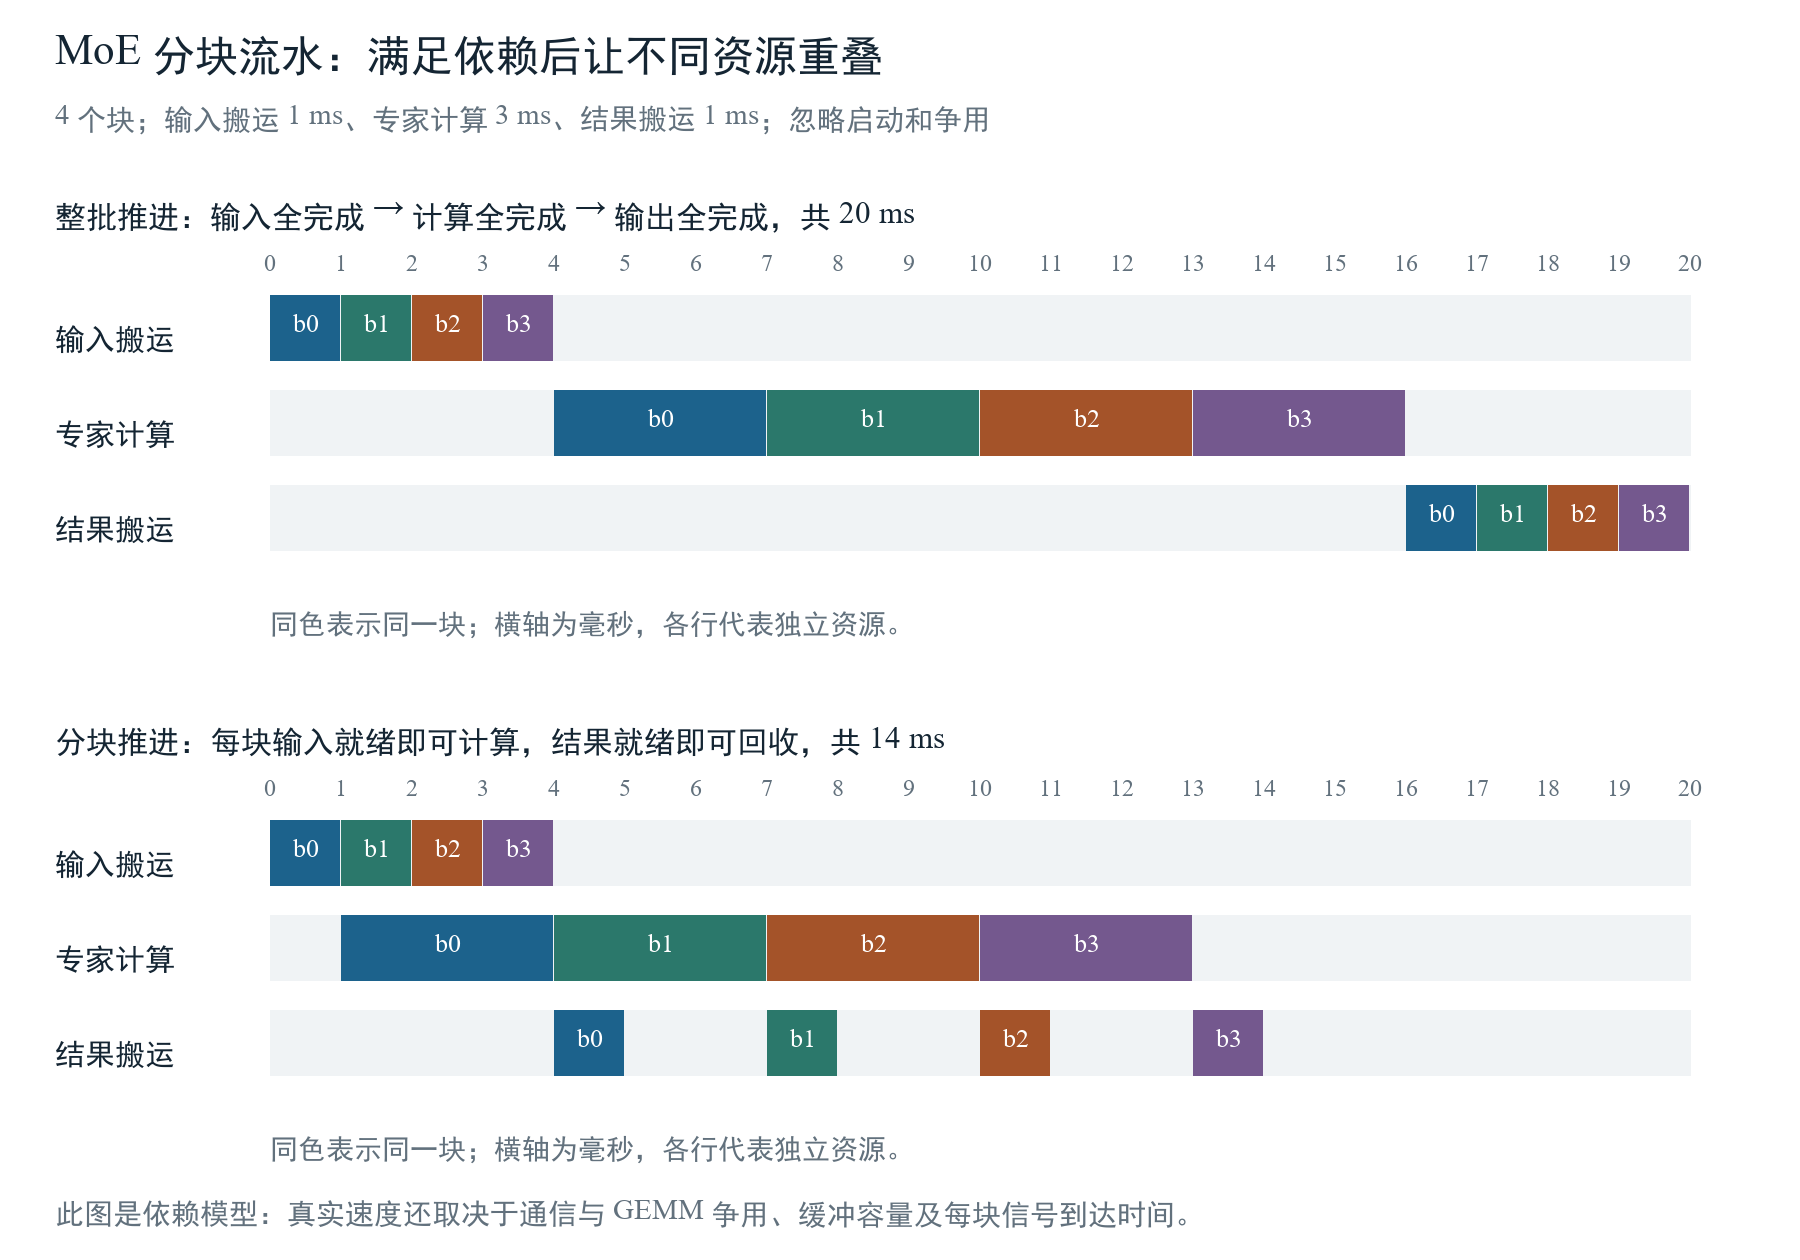 MoE 分块流水：满足依赖后让不同资源重叠
4 个块；输入搬运 1 ms、专家计算 3 ms、结果搬运 1 ms；忽略启动和争用
整批推进：输入全完成 → 计算全完成 → 输出全完成，共 20 ms
0 1 2 3 4 5 6 7 8 9 10 11 12 13 14 15 16 17 18 19 20
输入搬运 b0 b1 b2 b3
专家计算 b0 b1 b2 b3
结果搬运 b0 b1 b2 b3
同色表示同一块；横轴为毫秒，各行代表独立资源。
分块推进：每块输入就绪即可计算，结果就绪即可回收，共 14 ms
0 1 2 3 4 5 6 7 8 9 10 11 12 13 14 15 16 17 18 19 20
输入搬运 b0 b1 b2 b3
专家计算 b0 b1 b2 b3
结果搬运 b0 b1 b2 b3
同色表示同一块；横轴为毫秒，各行代表独立资源。
此图是依赖模型：真实速度还取决于通信与 GEMM 争用、缓冲容量及每块信号到达时间。